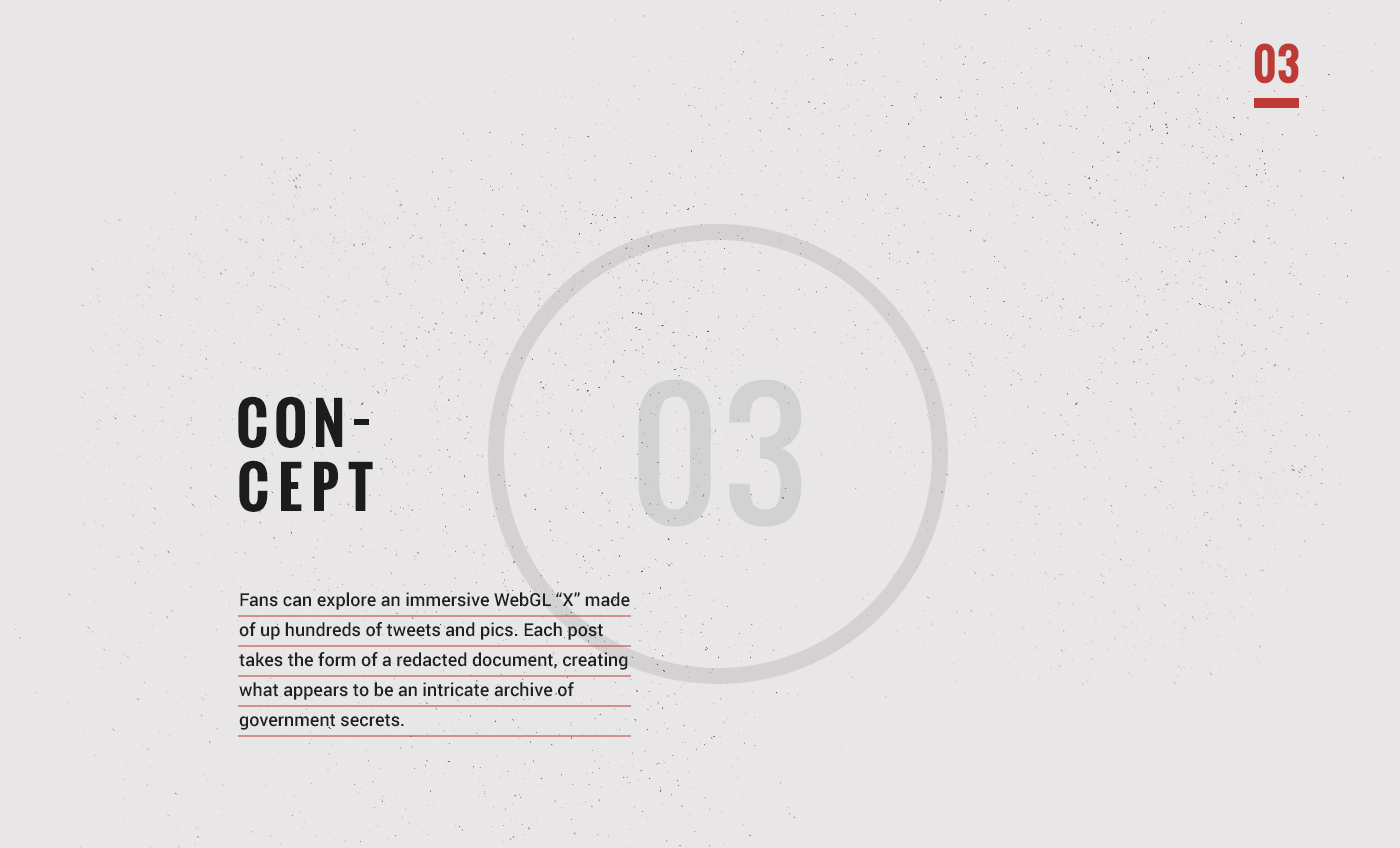 03
03
CON-
CEPT
Fans can explore an immersive WebGL “X” made
of up hundreds of tweets and pics. Each post
takes the form of a redacted document, creating
what appears to be an intricate archive of
government secrets.